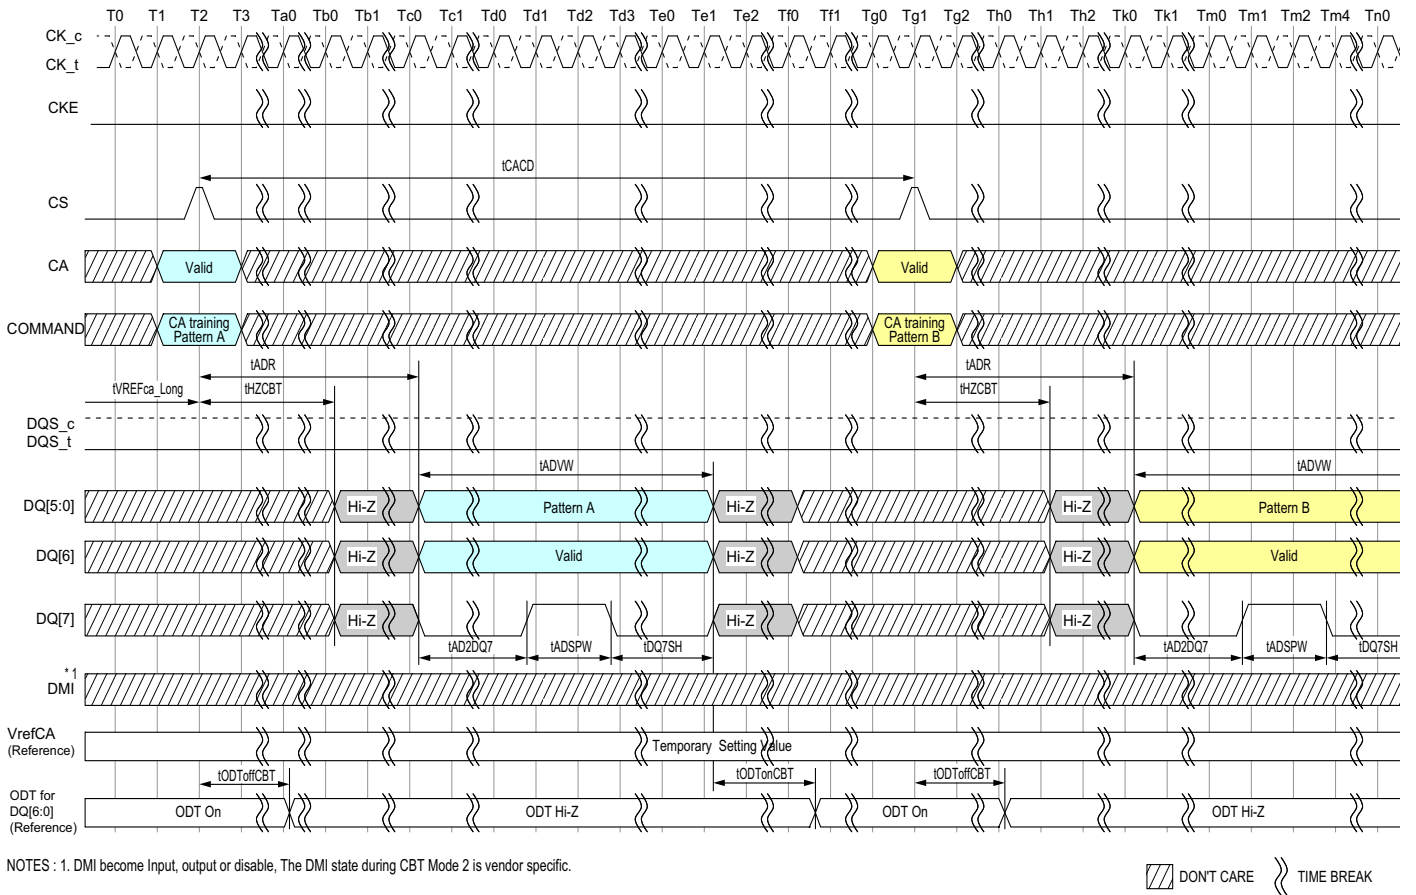 T0 T1 T2 T3 Ta0 Tb0 Tb1 Tc0 Tc1 Td0 Td1 Td2 Td3 Te0 Te1 Te2 Tf0 Tf1 Tg0 Tg1 Tg2 Th0 Th1 Th2 Tk0 Tk1 Tm0 Tm1 Tm2 Tm4 Tn0
CK_c
CK_t
CKE
tCACD
CS
CA Valid Valid
COMMAND CA training Pattern A CA training Pattern B
tADR tADR
tVREFca_Long tHZCBT tHZCBT
DQS_c
DQS_t
tADVW tADVW
DQ[5:0] Hi-Z Pattern A Hi-Z Hi-Z Pattern B
DQ[6] Hi-Z Valid Hi-Z Hi-Z Valid
DQ[7] Hi-Z Hi-Z Hi-Z
tAD2DQ7 tADSPW tDQ7SH tAD2DQ7 tADSPW tDQ7SH
*1
DMI
VrefCA
(Reference)
Temporary Setting Value
tODToffCBT tODTonCBT tODToffCBT
ODT for
DQ[6:0]
(Reference)
ODT On ODT Hi-Z ODT On ODT Hi-Z
NOTES : 1. DMI become Input, output or disable, The DMI state during CBT Mode 2 is vendor specific.
DON'T CARE TIME BREAK